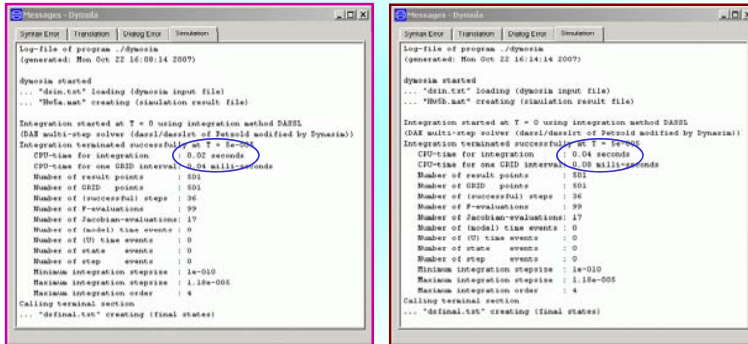 Messages - Dymola
Syntax Error Translation Dialog Error Simulation
Log-file of program ./dymosim
(generated: Mon Oct 22 16:08:14 2007)
dymosim started
... "dsin.txt" loading (dymosim input file)
... "Hw5a.mat" creating (simulation result file)
Integration started at T = 0 using integration method DASSL
(DAE multi-step solver (dassl/dasslrt of Petzold modified by Dynasim))
Integration terminated successfully at T = 5e-005
CPU-time for integration : 0.02 seconds
CPU-time for one GRID interval: 0.04 milli-seconds
Number of result points : 501
Number of GRID points : 501
Number of (successful) steps : 36
Number of F-evaluations : 99
Number of Jacobian-evaluations: 17
Number of (model) time events : 0
Number of (U) time events : 0
Number of state events : 0
Number of step events : 0
Minimum integration stepsize : 1e-010
Maximum integration stepsize : 1.18e-005
Maximum integration order : 4
Calling terminal section
... "dsfinal.txt" creating (final states)
Messages - Dymola
Syntax Error Translation Dialog Error Simulation
Log-file of program ./dymosim
(generated: Mon Oct 22 16:14:14 2007)
dymosim started
... "dsin.txt" loading (dymosim input file)
... "Hw5b.mat" creating (simulation result file)
Integration started at T = 0 using integration method DASSL
(DAE multi-step solver (dassl/dasslrt of Petzold modified by Dynasim))
Integration terminated successfully at T = 5e-005
CPU-time for integration : 0.04 seconds
CPU-time for one GRID interval: 0.08 milli-seconds
Number of result points : 501
Number of GRID points : 501
Number of (successful) steps : 36
Number of F-evaluations : 99
Number of Jacobian-evaluations: 17
Number of (model) time events : 0
Number of (U) time events : 0
Number of state events : 0
Number of step events : 0
Minimum integration stepsize : 1e-010
Maximum integration stepsize : 1.18e-005
Maximum integration order : 4
Calling terminal section
... "dsfinal.txt" creating (final states)